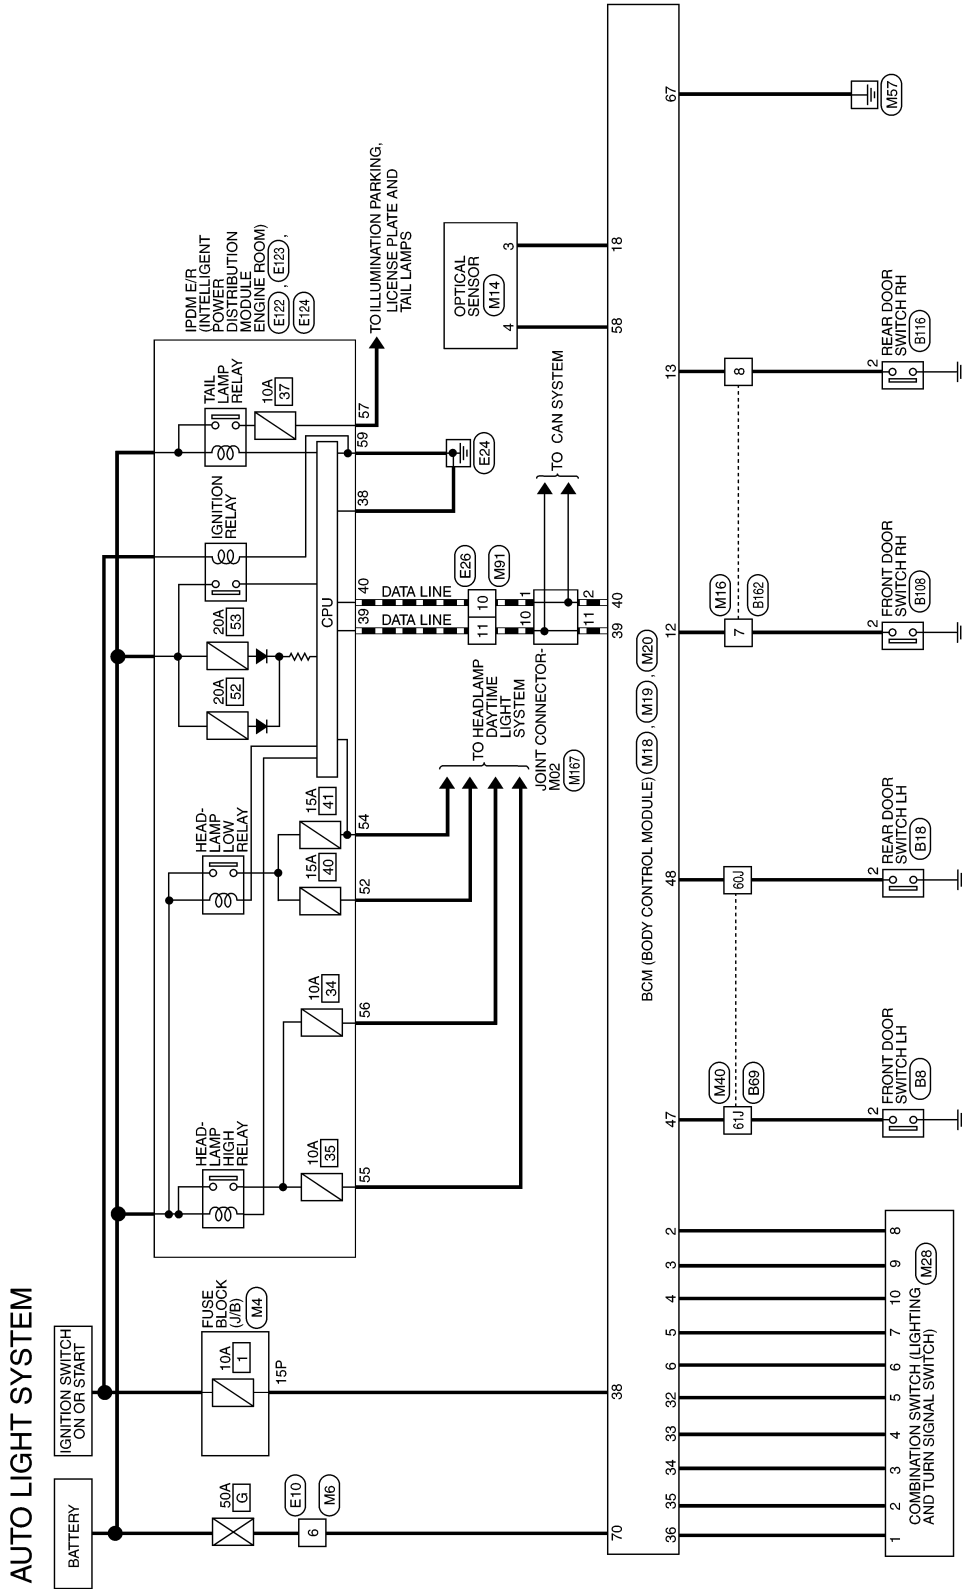 AUTO LIGHT SYSTEM
BATTERY
IGNITION SWITCH
ON OR START
50A
G
E10
M6
6
70
FUSE
BLOCK
(J/B)
M4
10A
1
15P
38
HEAD-
LAMP
HIGH
RELAY
10A
35
55
10A
34
56
HEAD-
LAMP
LOW
RELAY
15A
40
52
15A
41
54
20A
52
20A
53
IGNITION
RELAY
TAIL
LAMP
RELAY
10A
37
CPU
39
40
38
59
57
IPDM E/R
(INTELLIGENT
POWER
DISTRIBUTION
MODULE
ENGINE ROOM)
E122 , E123 ,
E124
TO ILLUMINATION PARKING,
LICENSE PLATE AND
TAIL LAMPS
E24
DATA LINE
DATA LINE
E26
M91
11
10
10
1
11
2
39
40
TO HEADLAMP
DAYTIME
LIGHT
SYSTEM
JOINT CONNECTOR-
M02
M167
TO CAN SYSTEM
OPTICAL
SENSOR
M14
4
3
58
18
BCM (BODY CONTROL MODULE) M18 , M19 , M20
36
35
34
33
32
6
5
4
3
2
47
48
12
13
67
M57
1
2
3
4
5
6
7
10
9
8
COMBINATION SWITCH (LIGHTING
AND TURN SIGNAL SWITCH)
M28
M40
B69
61J
60J
2
FRONT DOOR
SWITCH LH
B8
2
REAR DOOR
SWITCH LH
B18
M16
B162
7
8
2
FRONT DOOR
SWITCH RH
B108
2
REAR DOOR
SWITCH RH
B116